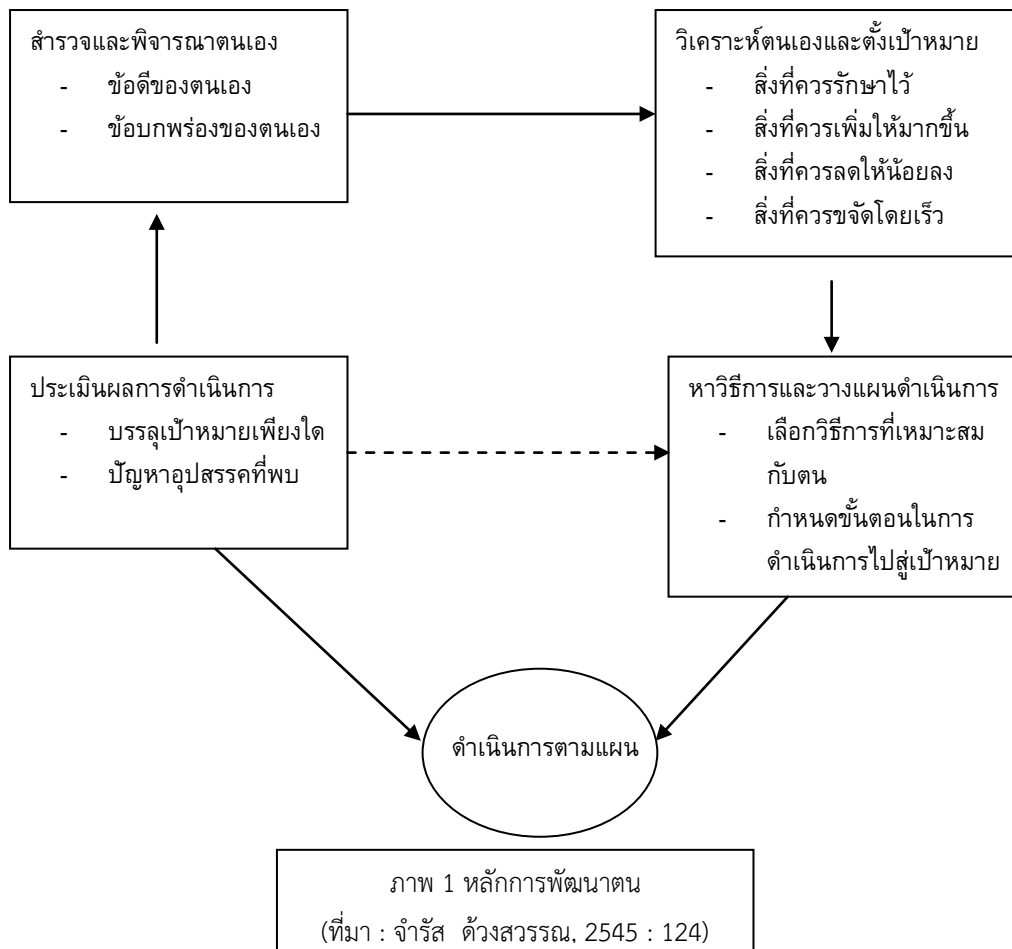 สำรวจและพิจารณาตนเอง
- ข้อดีของตนเอง
- ข้อบกพร่องของตนเอง
วิเคราะห์ตนเองและตั้งเป้าหมาย
- สิ่งที่ควรรักษาไว้
- สิ่งที่ควรเพิ่มให้มากขึ้น
- สิ่งที่ควรลดให้น้อยลง
- สิ่งที่ควรขจัดโดยเร็ว
ประเมินผลการดำเนินการ
- บรรลุเป้าหมายเพียงใด
- ปัญหาอุปสรรคที่พบ
หาวิธีการและวางแผนดำเนินการ
- เลือกวิธีการที่เหมาะสม
กับตน
- กำหนดขั้นตอนในการ
ดำเนินการไปสู่เป้าหมาย
ดำเนินการตามแผน
ภาพ 1 หลักการพัฒนาตน
(ที่มา : จำรัส ด้วงสวรรณ, 2545 : 124)